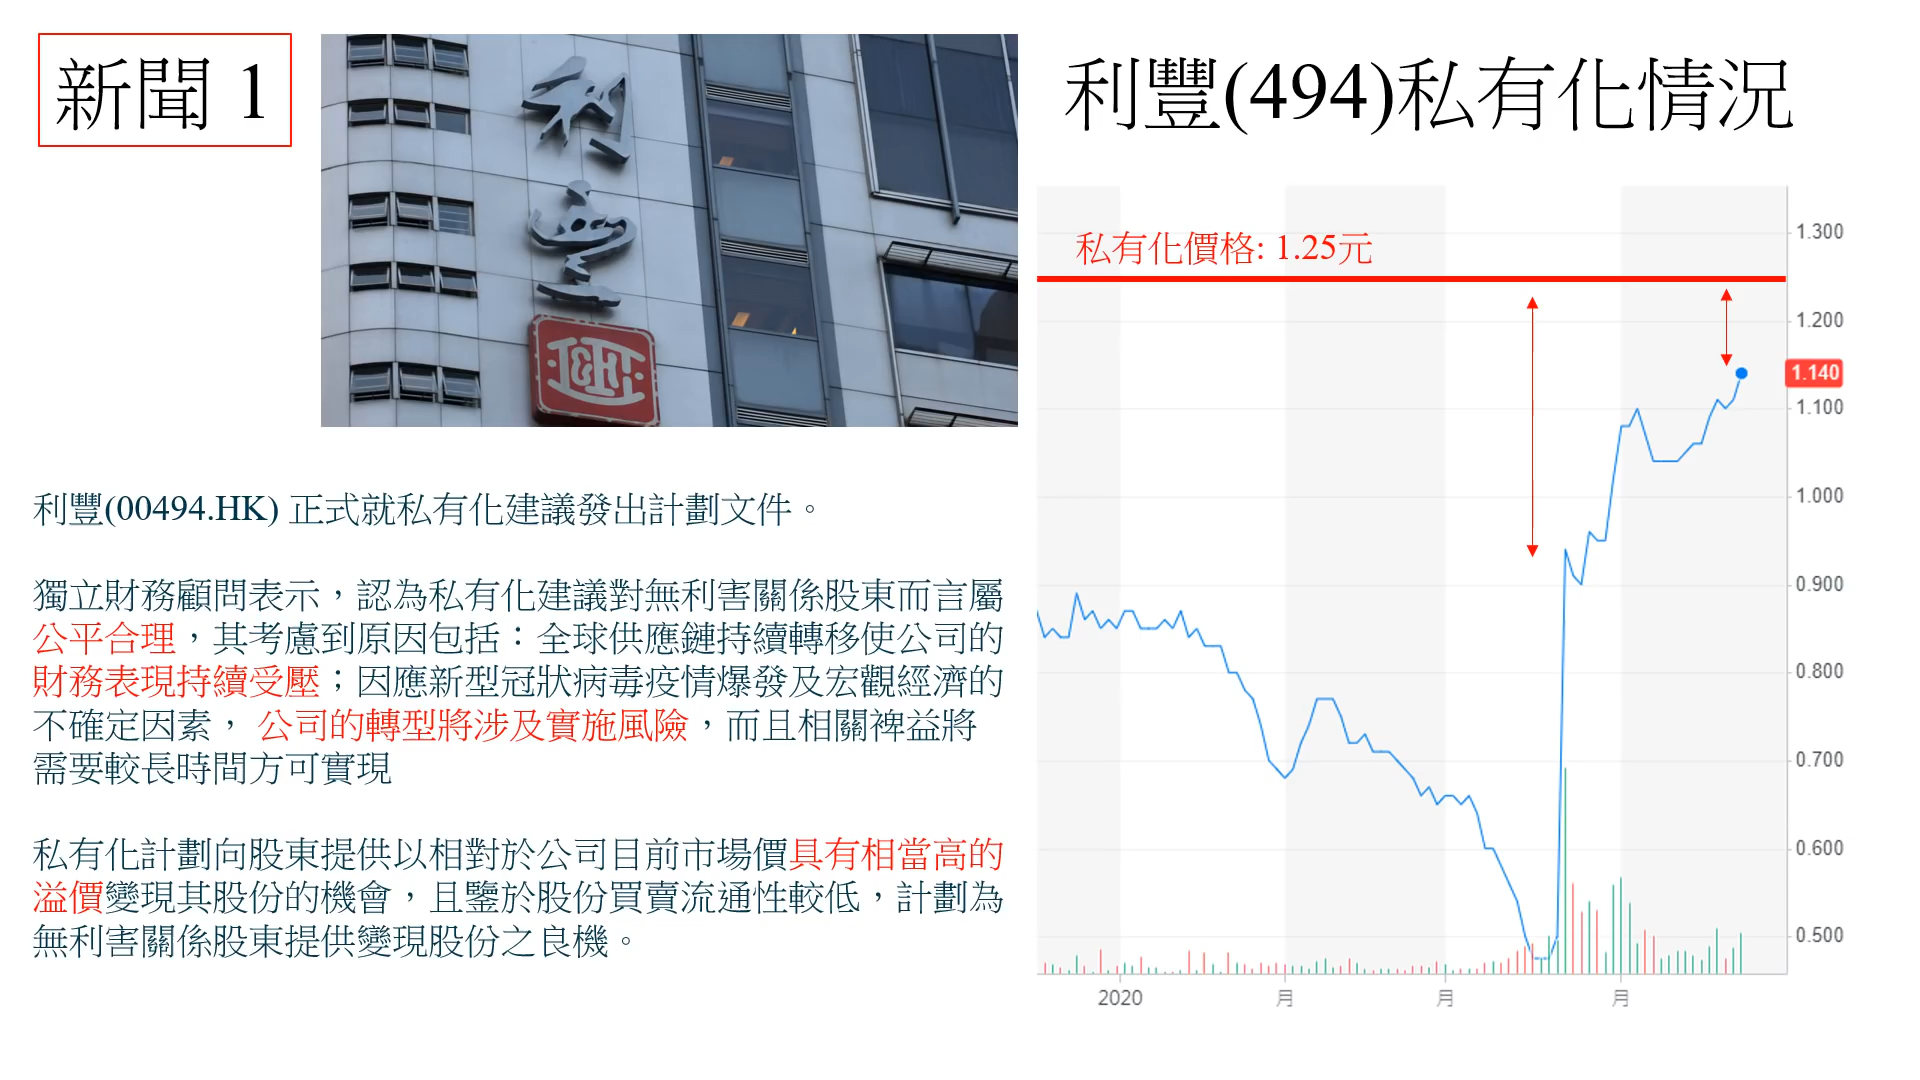 新聞 1
利豐
利豐(494)私有化情況
私有化價格: 1.25元
1.300
1.200
1.140
1.100
1.000
0.900
0.800
0.700
0.600
0.500
2020
月
月
月
利豐(00494.HK) 正式就私有化建議發出計劃文件。
獨立財務顧問表示，認為私有化建議對無利害關係股東而言屬
公平合理，其考慮到原因包括：全球供應鏈持續轉移使公司的
財務表現持續受壓；因應新型冠狀病毒疫情爆發及宏觀經濟的
不確定因素， 公司的轉型將涉及實施風險，而且相關裨益將
需要較長時間方可實現
私有化計劃向股東提供以相對於公司目前市場價具有相當高的
溢價變現其股份的機會，且鑒於股份買賣流通性較低，計劃為
無利害關係股東提供變現股份之良機。